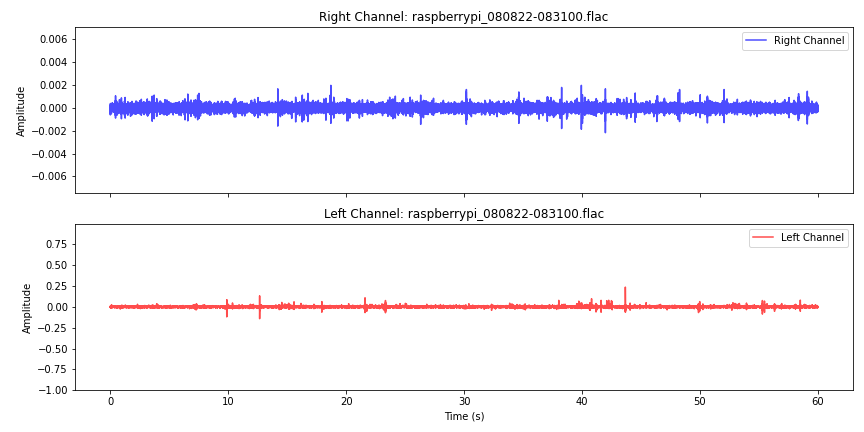 Right Channel: raspberrypi_080822-083100.flac
Right Channel
0.006
0.004
0.002
0.000
−0.002
−0.004
−0.006
Amplitude
Left Channel: raspberrypi_080822-083100.flac
Left Channel
0.75
0.50
0.25
0.00
−0.25
−0.50
−0.75
−1.00
Amplitude
0 10 20 30 40 50 60
Time (s)